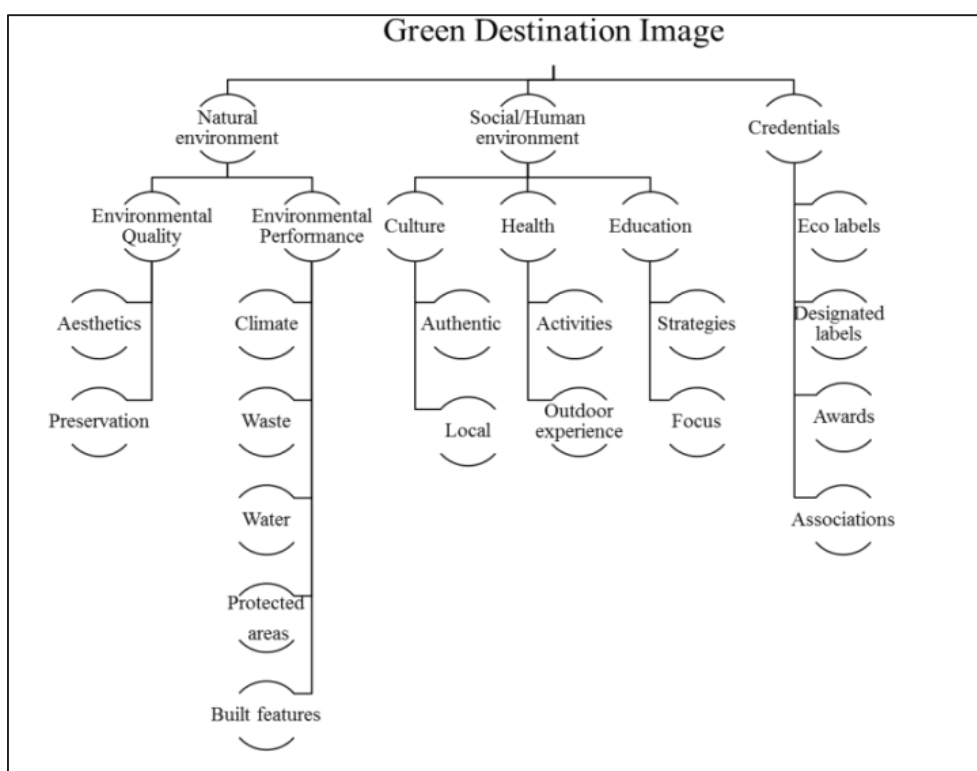 Green Destination Image
Natural
environment
Social/Human
environment
Credentials
Environmental
Quality
Environmental
Performance
Culture
Health
Education
Eco labels
Aesthetics
Climate
Authentic
Activities
Strategies
Designated
labels
Preservation
Waste
Local
Outdoor
experience
Focus
Awards
Water
Associations
Protected
areas
Built features